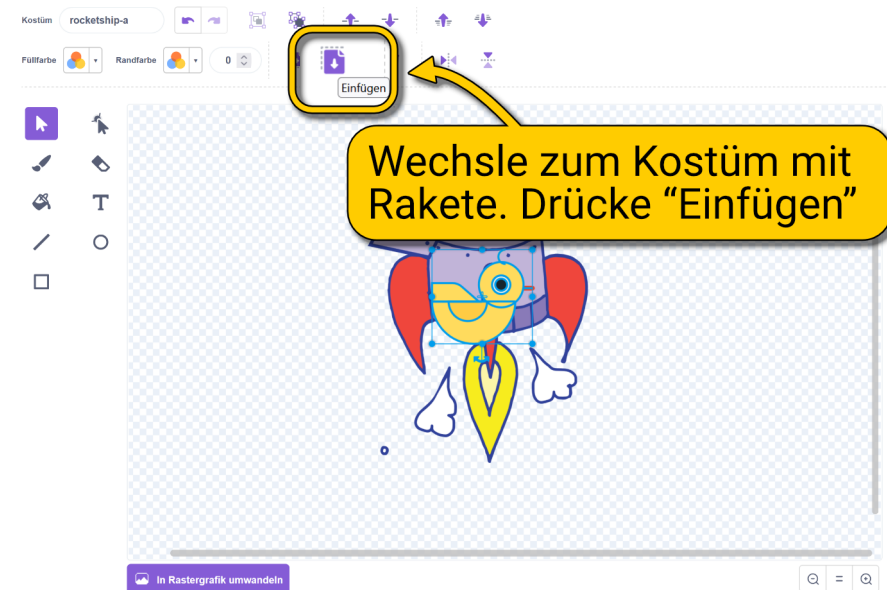 Kostüm rocketship-a
Füllfarbe Randfarbe 0
Einfügen
Wechsle zum Kostüm mit
Rakete. Drücke “Einfügen”
In Rastergrafik umwandeln